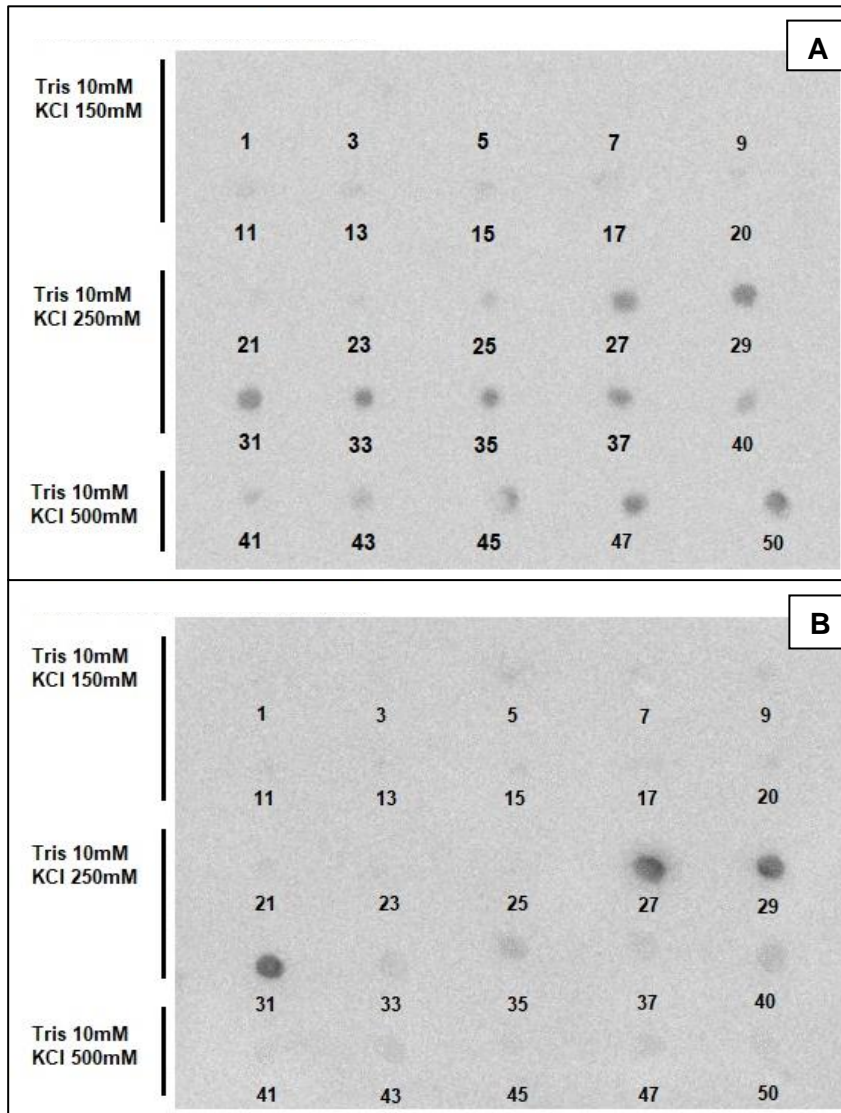 A
Tris 10mM
KCl 150mM
1 3 5 7 9
11 13 15 17 20
Tris 10mM
KCl 250mM
21 23 25 27 29
31 33 35 37 40
Tris 10mM
KCl 500mM
41 43 45 47 50
B
Tris 10mM
KCl 150mM
1 3 5 7 9
11 13 15 17 20
Tris 10mM
KCl 250mM
21 23 25 27 29
31 33 35 37 40
Tris 10mM
KCl 500mM
41 43 45 47 50